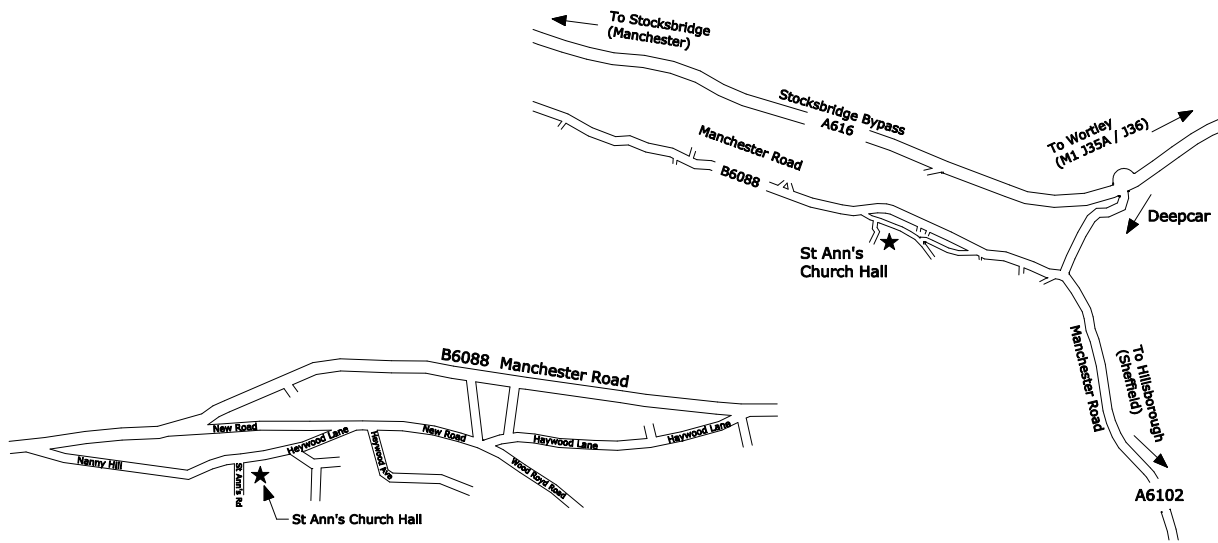 To Stocksbridge
(Manchester)
Stocksbridge Bypass
A616
To Wortley
(M1 J35A / J36)
Manchester Road
B6088
Deepcar
St Ann's
Church Hall
Manchester Road
To Hillsborough
(Sheffield)
A6102
B6088 Manchester Road
New Road
Haywood Lane
New Road
Haywood Lane
Haywood Lane
Nanny Hill
St Ann's Rd
Haywood Ave
Wood Royd Road
St Ann's Church Hall